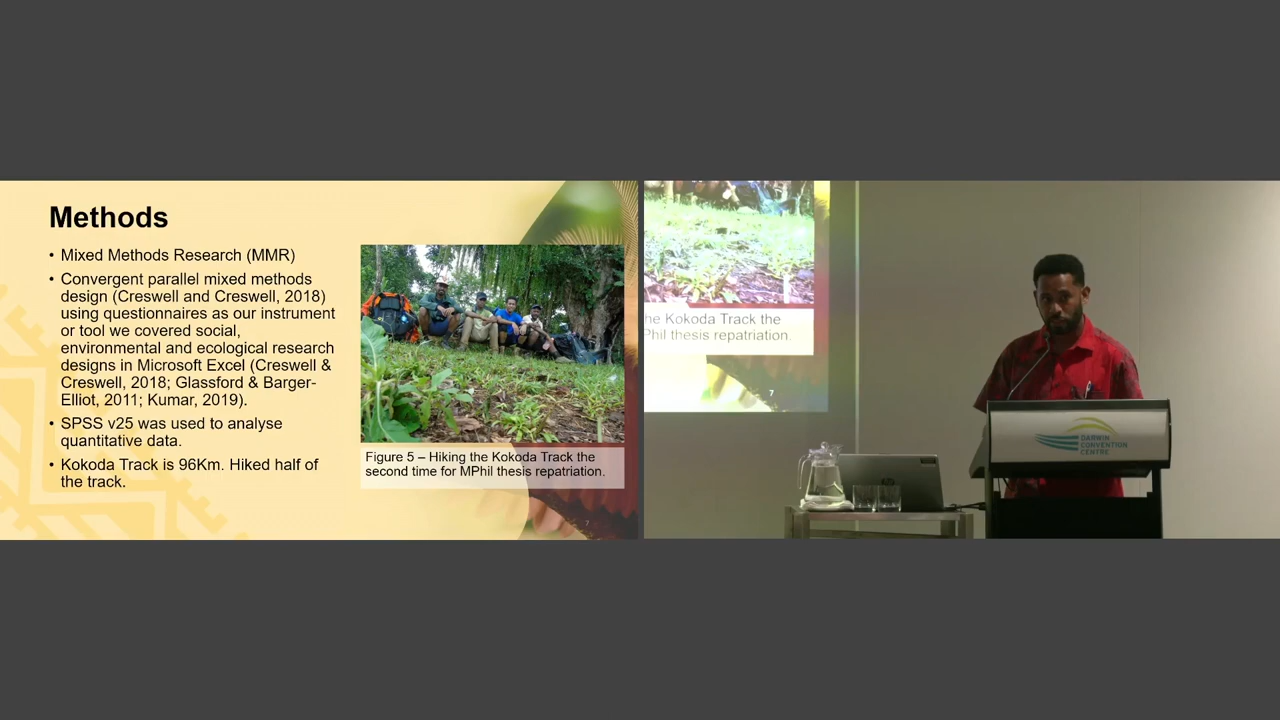 Methods
• Mixed Methods Research (MMR)
• Convergent parallel mixed methods
design (Creswell and Creswell, 2018)
using questionnaires as our instrument
or tool we covered social,
environmental and ecological research
designs in Microsoft Excel (Creswell &
Creswell, 2018; Glassford & Barger-
Elliot, 2011; Kumar, 2019).
• SPSS v25 was used to analyse
quantitative data.
• Kokoda Track is 96Km. Hiked half of
the track.
Figure 5 – Hiking the Kokoda Track the
second time for MPhil thesis repatriation.
he Kokoda Track the
Phil thesis repatriation.
7
DARWIN
CONVENTION
CENTRE